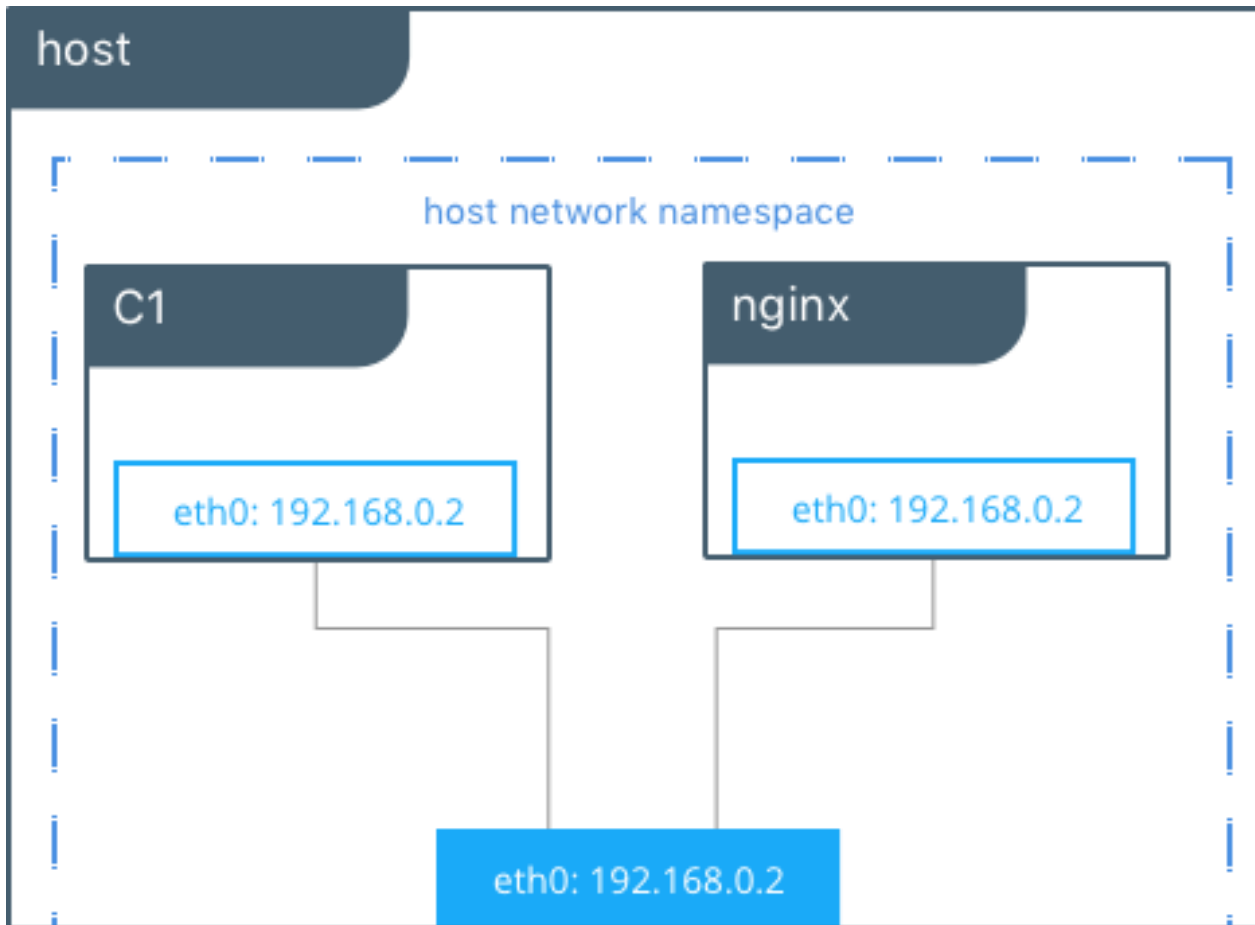 host
host network namespace
C1
nginx
eth0: 192.168.0.2
eth0: 192.168.0.2
eth0: 192.168.0.2